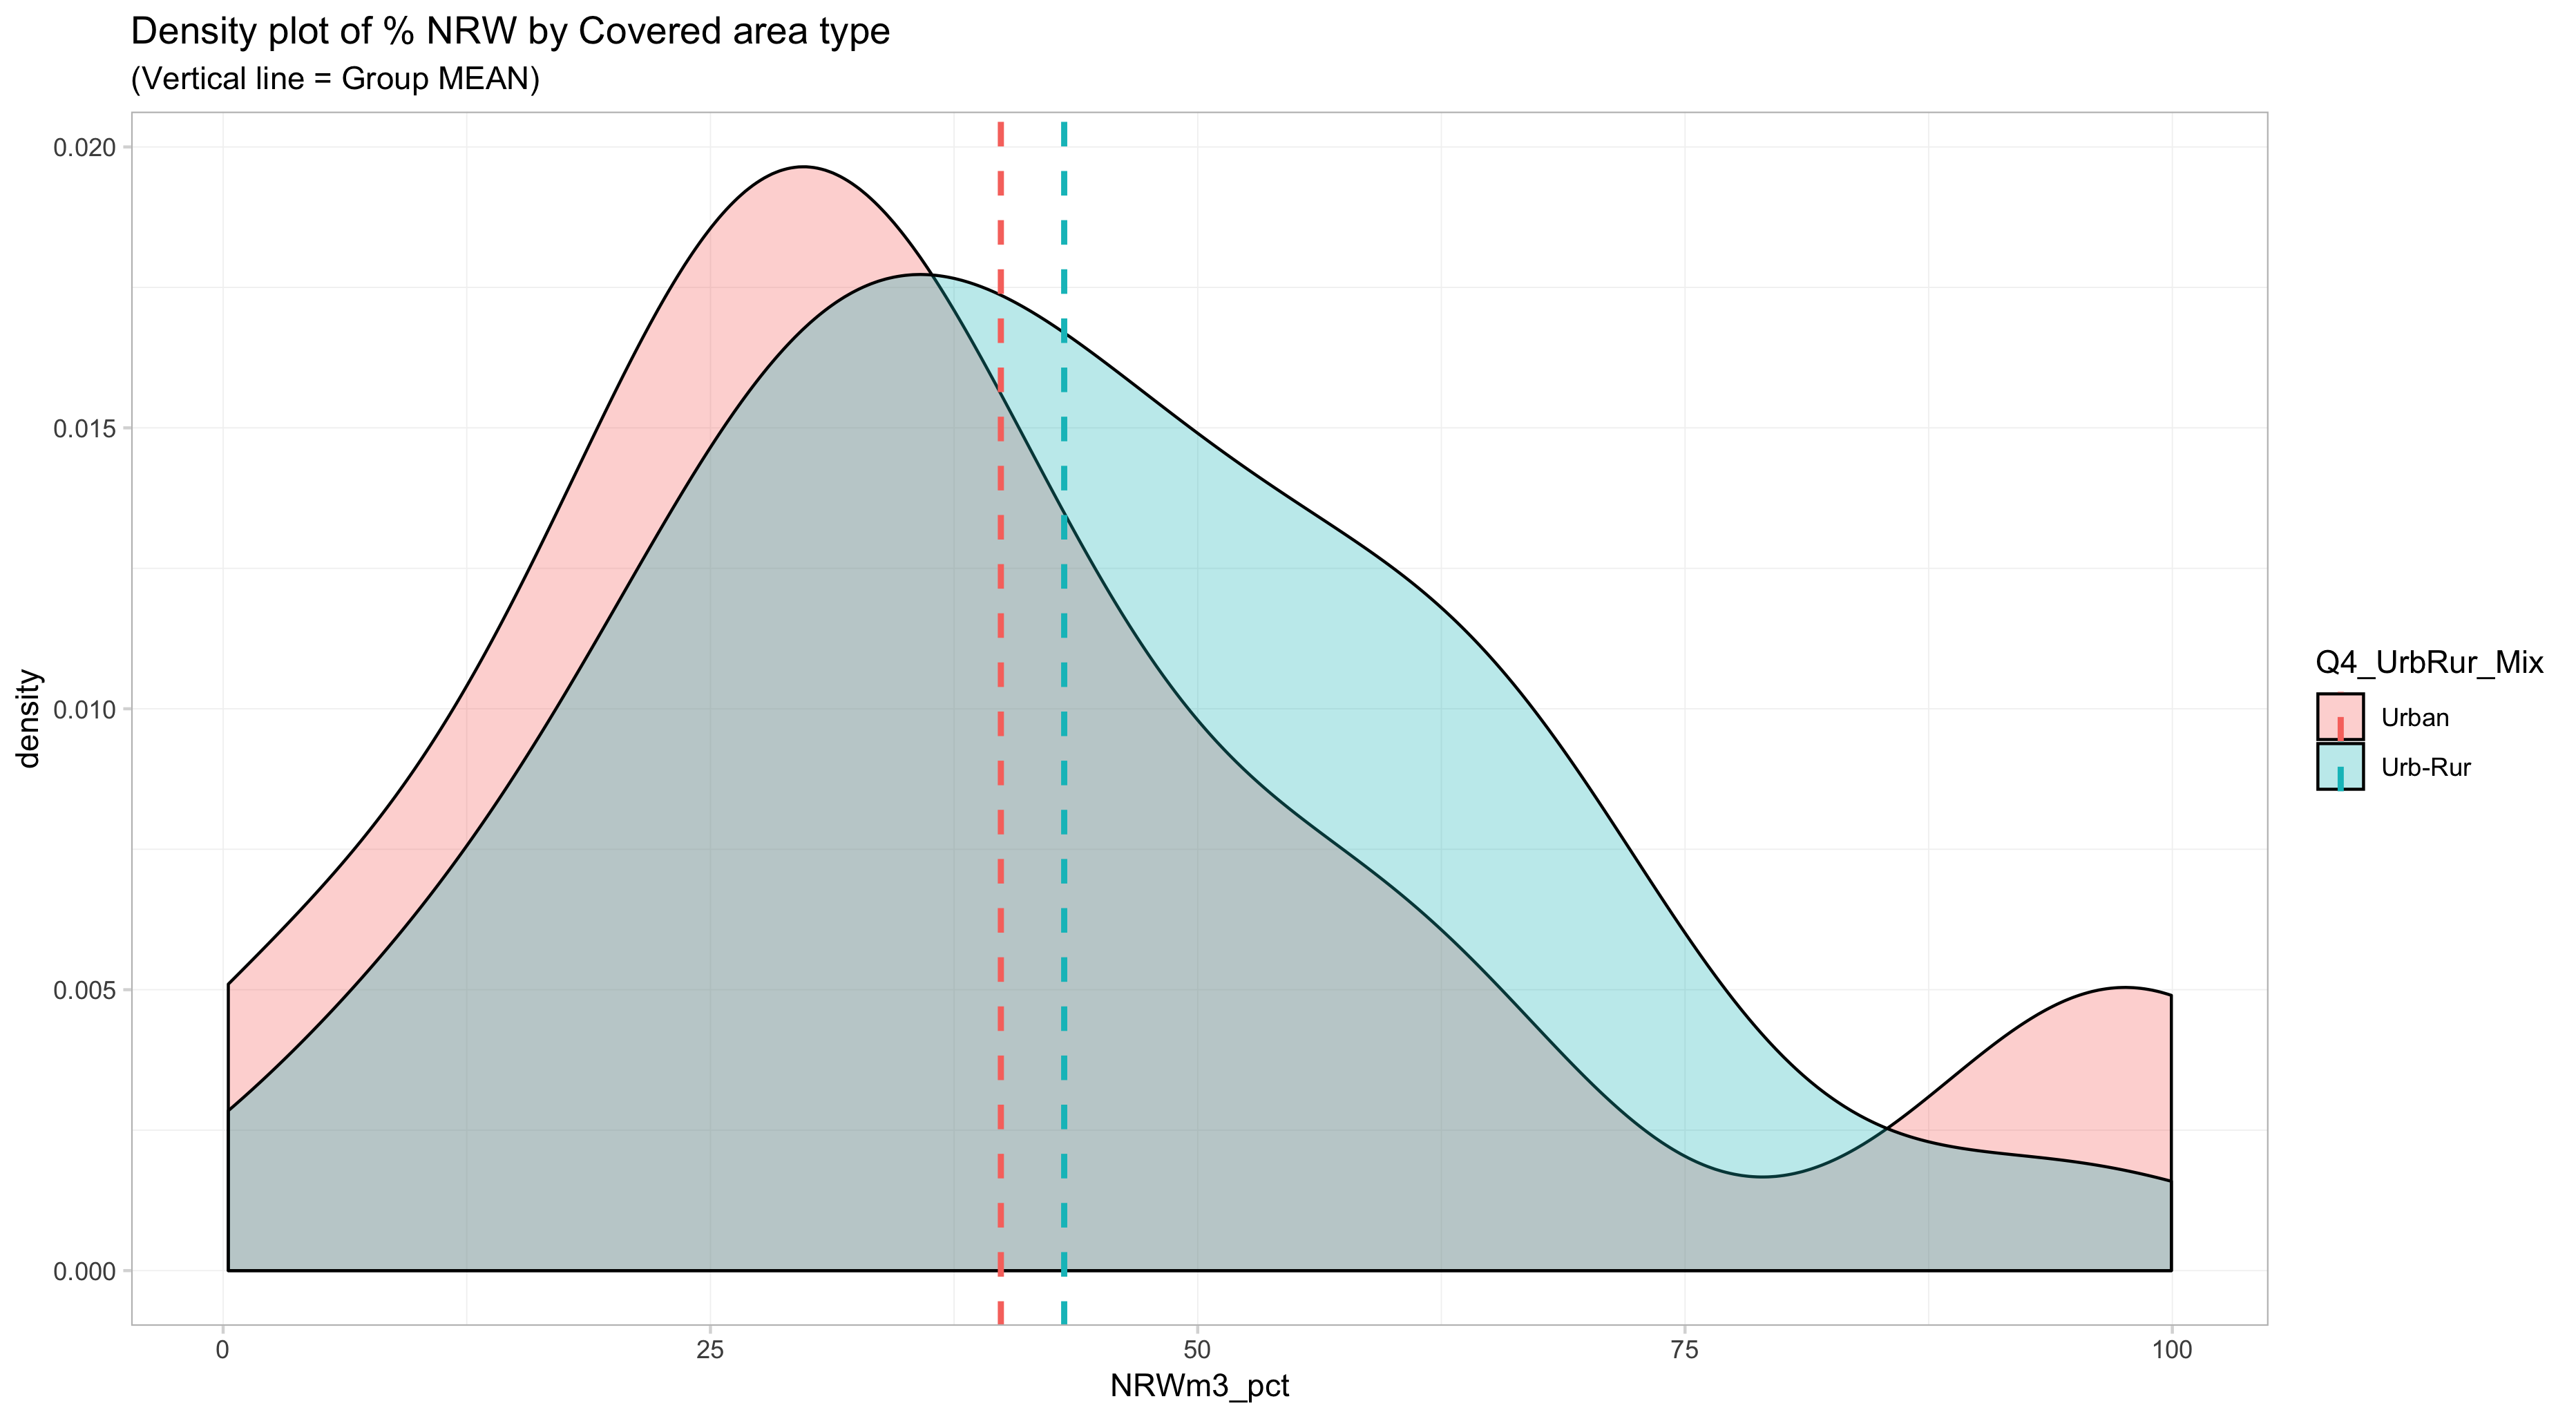 Density plot of % NRW by Covered area type
(Vertical line = Group MEAN)
0.020
0.015
0.010
0.005
0.000
density
0 25 50 75 100
NRWm3_pct
Q4_UrbRur_Mix
Urban
Urb-Rur